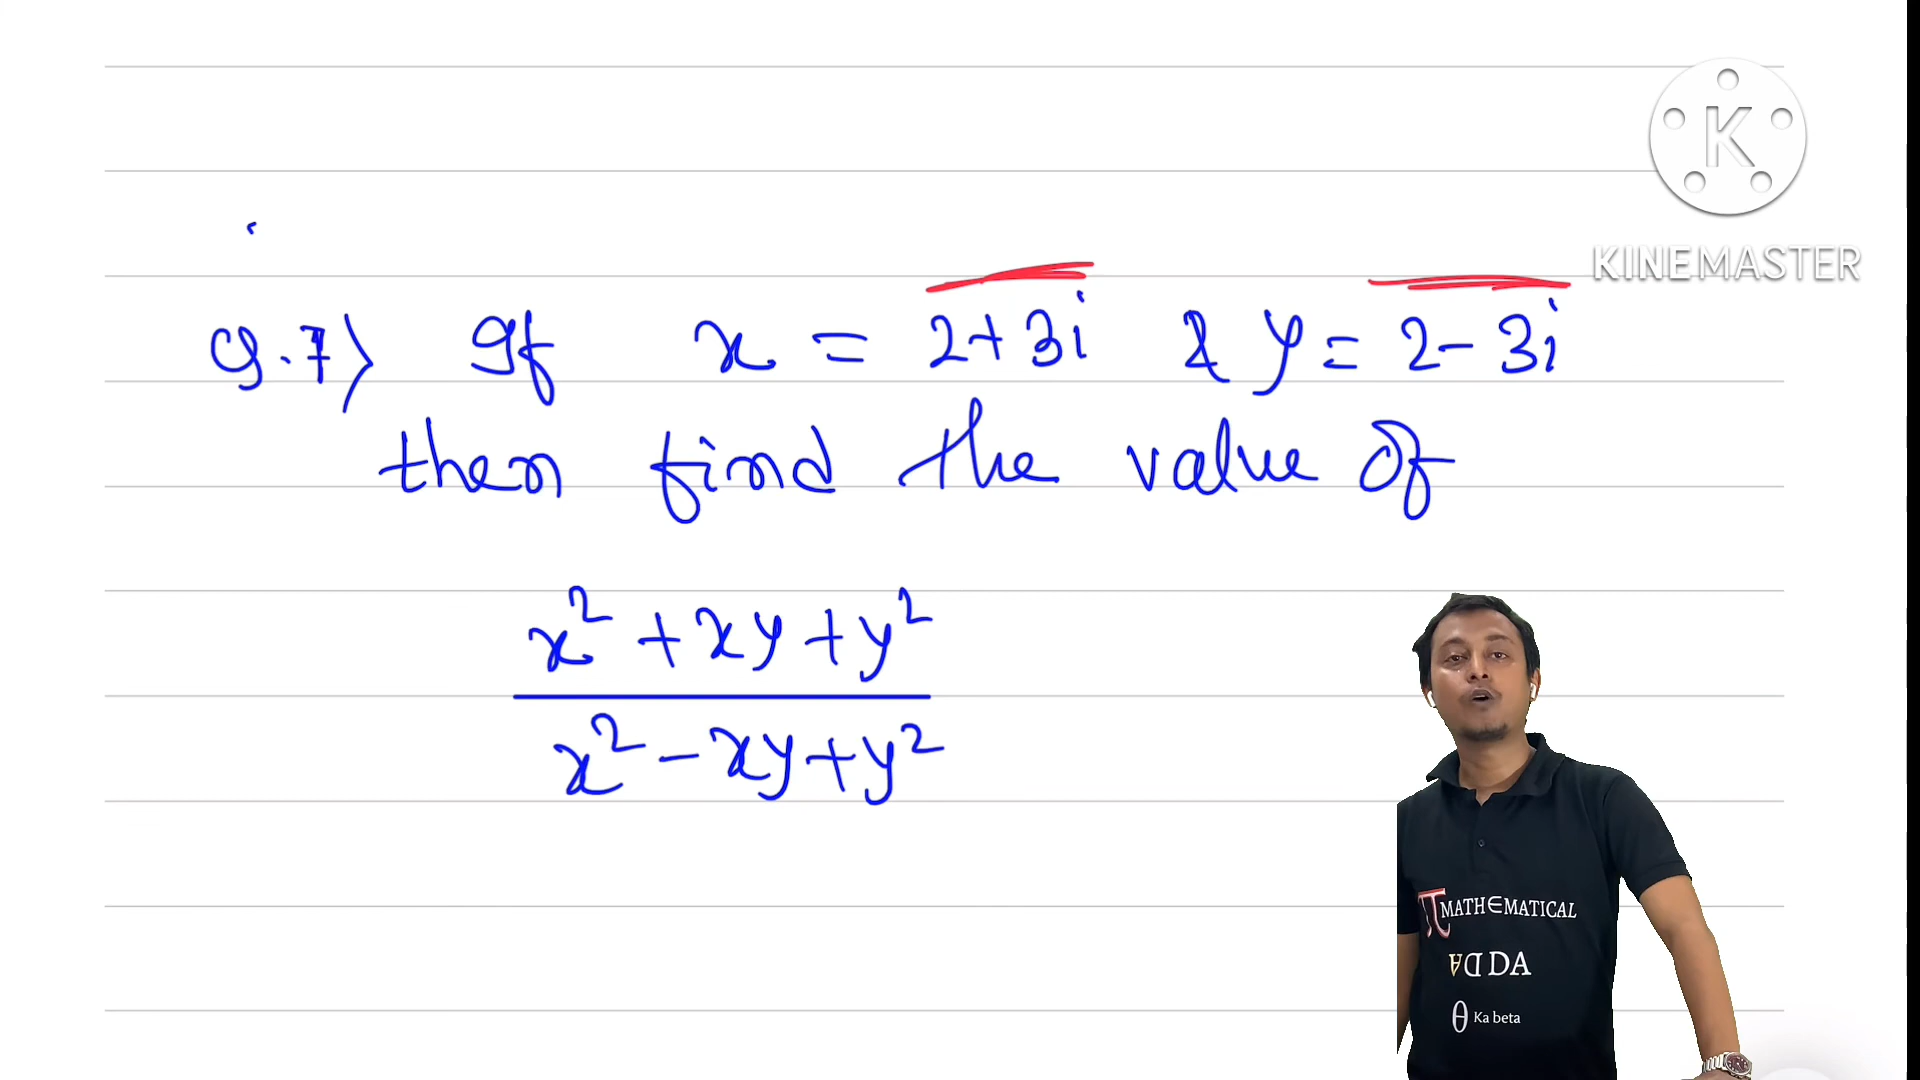 K
KINEMASTER
Q.7) If x = 2+3i & y = 2-3i
then find the value of
x² + xy + y²
x² - xy + y²
π MATHEMATICAL
ADDA
θ Ka beta